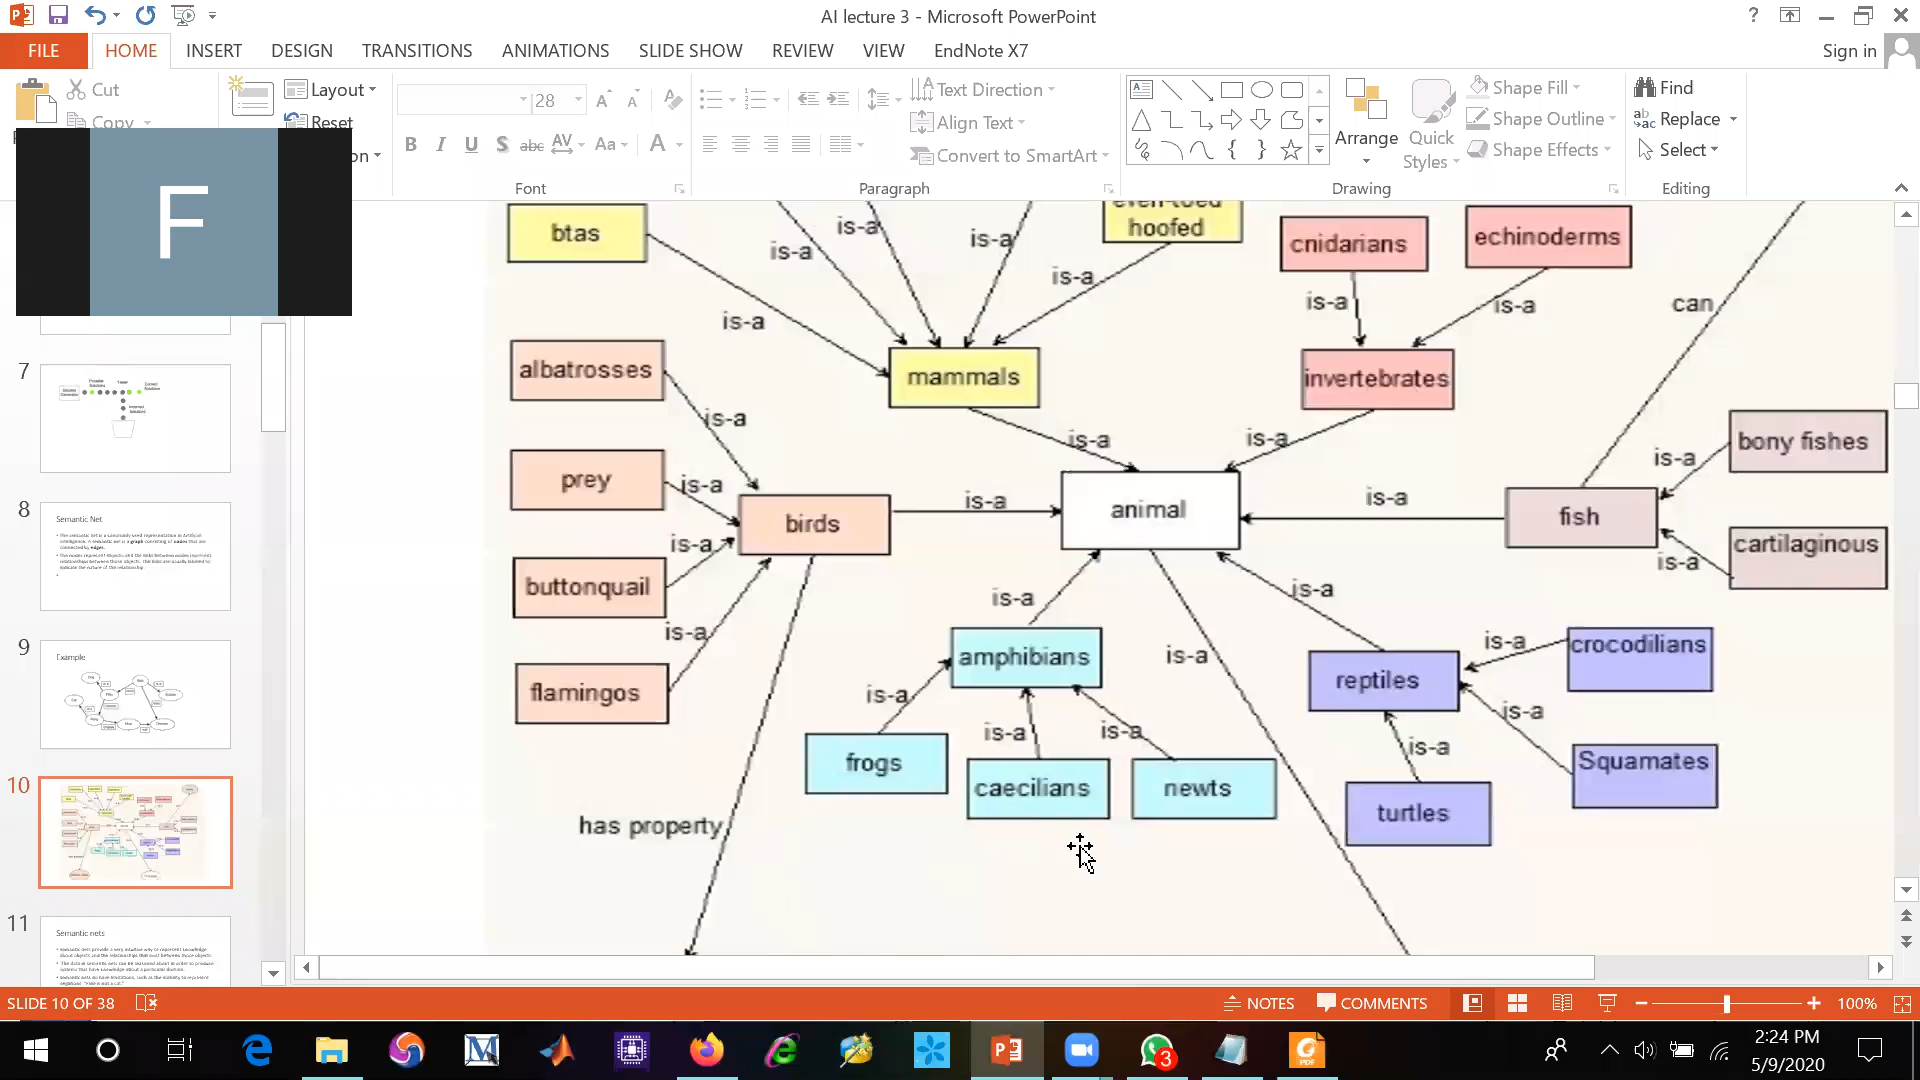 AI lecture 3 - Microsoft PowerPoint
FILE
HOME
INSERT
DESIGN
TRANSITIONS
ANIMATIONS
SLIDE SHOW
REVIEW
VIEW
EndNote X7
Sign in
Cut
Copy
Layout
Reset
28
Font
Text Direction
Align Text
Convert to SmartArt
Paragraph
Arrange
Quick
Styles
Shape Fill
Shape Outline
Shape Effects
Drawing
Find
Replace
Select
Editing
F
7
8
Semantic Net
9
Example
10
11
Semantic nets
btas
even-toed
hoofed
cnidarians
echinoderms
is-a
is-a
is-a
is-a
is-a
is-a
is-a
can
albatrosses
mammals
invertebrates
is-a
is-a
is-a
bony fishes
is-a
prey
is-a
birds
is-a
animal
is-a
fish
cartilaginous
is-a
is-a
buttonquail
is-a
is-a
is-a
flamingos
amphibians
is-a
reptiles
is-a
crocodilians
is-a
is-a
is-a
is-a
is-a
frogs
caecilians
newts
turtles
Squamates
has property
SLIDE 10 OF 38
NOTES
COMMENTS
100%
3
2:24 PM
5/9/2020